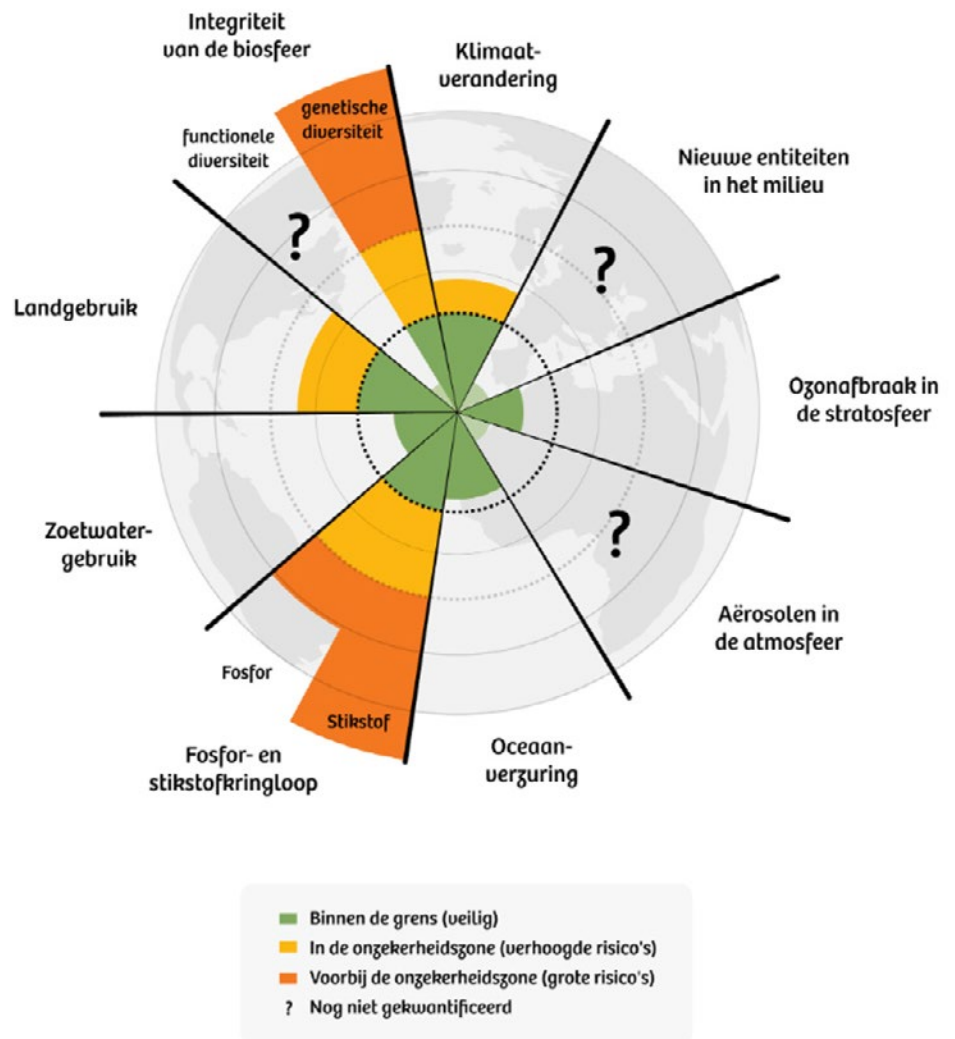 Integriteit
van de biosfeer
Klimaat-
verandering
genetische
diversiteit
functionele
diversiteit
Nieuwe entiteiten
in het milieu
?
?
Landgebruik
Ozonafbraak in
de stratosfeer
Zoetwater-
gebruik
?
Aërosolen in
de atmosfeer
Fosfor
Stikstof
Fosfor- en
stikstofkringloop
Oceaan-
verzuring
Binnen de grens (veilig)
In de onzekerheidszone (verhoogde risico's)
Voorbij de onzekerheidszone (grote risico's)
? Nog niet gekwantificeerd